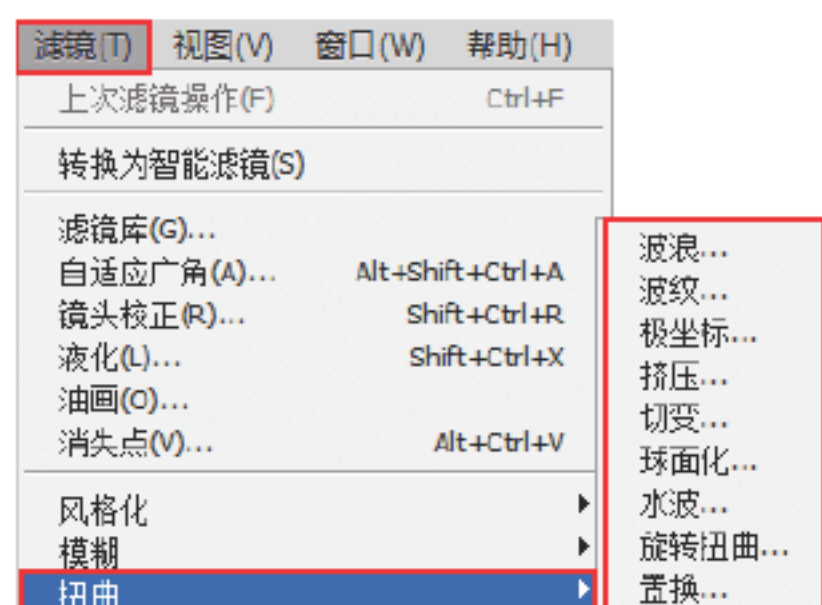 滤镜(T) 视图(V) 窗口(W) 帮助(H)
上次滤镜操作(F) Ctrl+F
转换为智能滤镜(S)
滤镜库(G)...
自适应广角(A)... Alt+Shift+Ctrl+A
镜头校正(R)... Shift+Ctrl+R
液化(L)... Shift+Ctrl+X
油画(O)...
消失点(V)... Alt+Ctrl+V
风格化
模糊
扭曲
波浪...
波纹...
极坐标...
挤压...
切变...
球面化...
水波...
旋转扭曲...
置换...